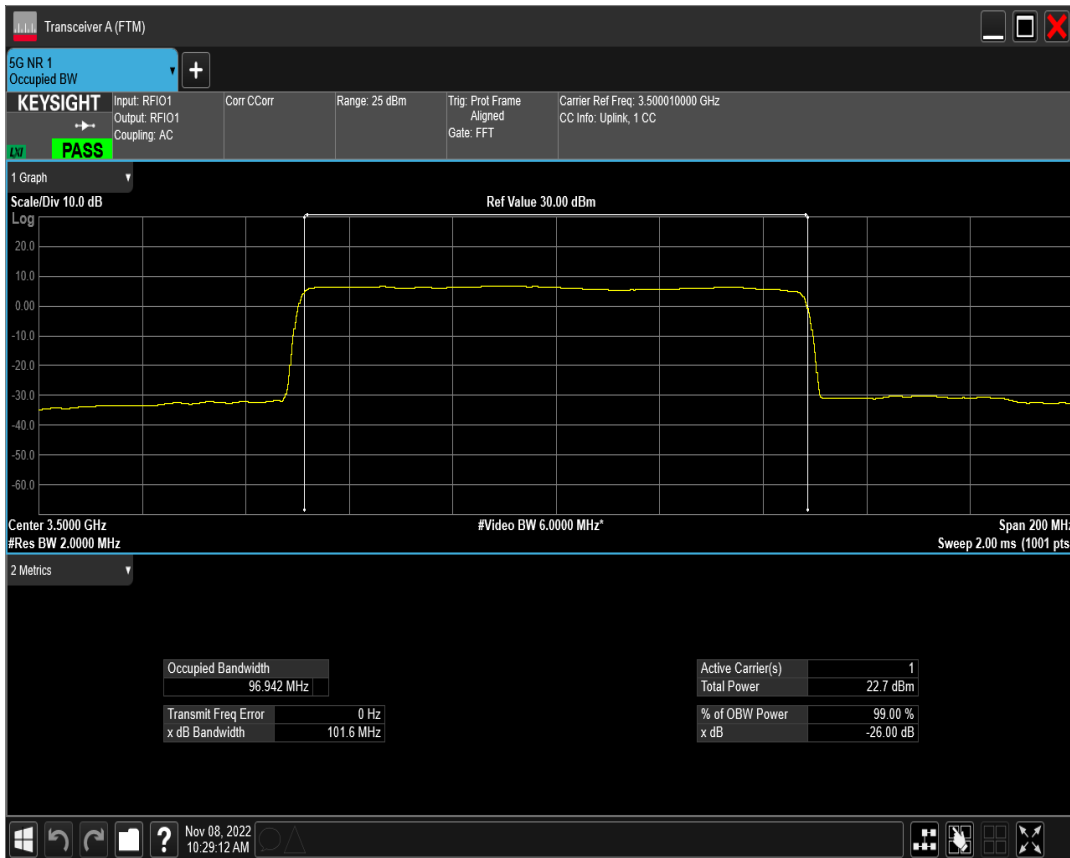 Transceiver A (FTM)
5G NR 1
Occupied BW
+
KEYSIGHT
LXI
PASS
Input: RFIO1
Output: RFIO1
Coupling: AC
Corr CCorr
Range: 25 dBm
Trig: Prot Frame
Aligned
Gate: FFT
Carrier Ref Freq: 3.500010000 GHz
CC Info: Uplink, 1 CC
1 Graph
Scale/Div 10.0 dB
Ref Value 30.00 dBm
Log
20.0
10.0
0.00
-10.0
-20.0
-30.0
-40.0
-50.0
-60.0
Center 3.5000 GHz
#Video BW 6.0000 MHz*
Span 200 MHz
#Res BW 2.0000 MHz
Sweep 2.00 ms (1001 pts
2 Metrics
Occupied Bandwidth
96.942 MHz
Transmit Freq Error 0 Hz
x dB Bandwidth 101.6 MHz
Active Carrier(s) 1
Total Power 22.7 dBm
% of OBW Power 99.00 %
x dB -26.00 dB
?
Nov 08, 2022
10:29:12 AM